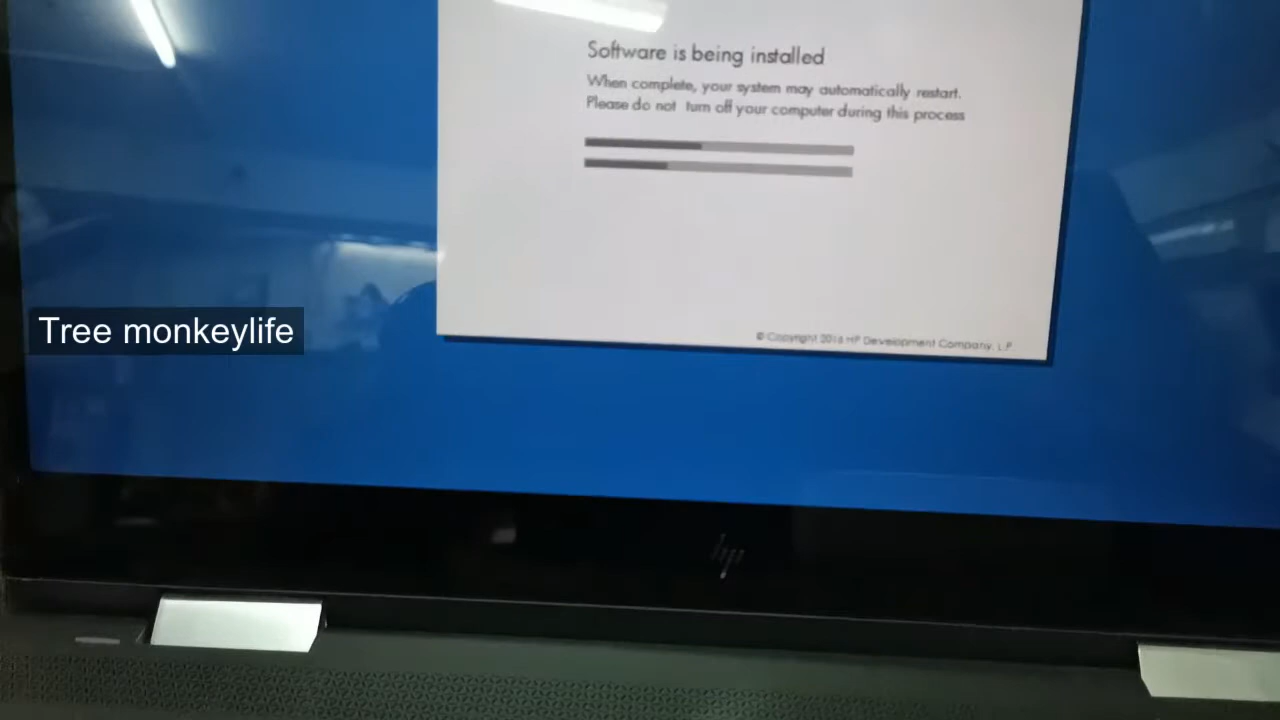 Software is being installed
When complete, your system may automatically restart.
Please do not turn off your computer during this process
Tree monkeylife
© Copyright 2016 HP Development Company, L.P.
hp